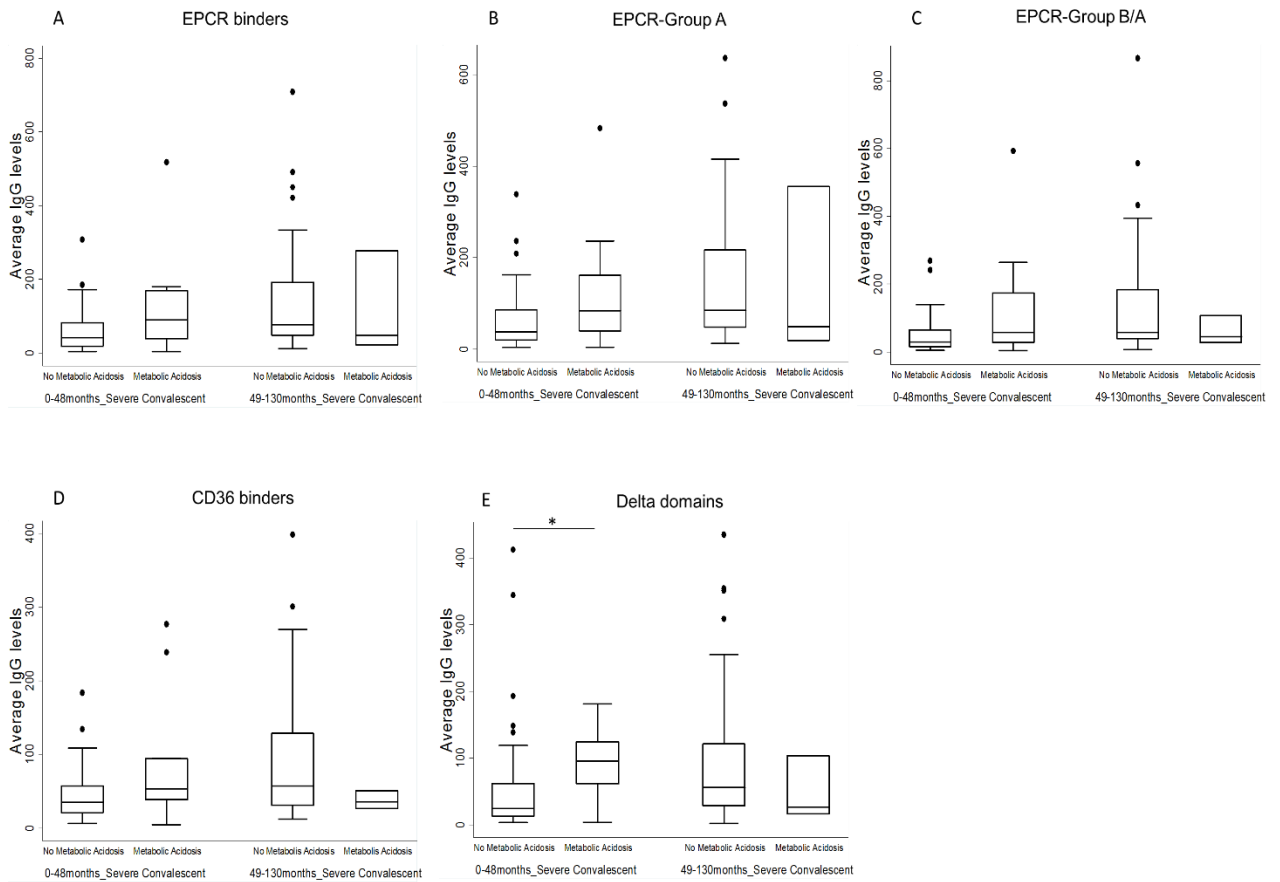 A EPCR binders
Average IgG levels
0 200 400 600 800
No Metabolic Acidosis Metabolic Acidosis No Metabolic Acidosis Metabolic Acidosis
0-48months_Severe Convalescent 49-130months_Severe Convalescent
B EPCR-Group A
Average IgG levels
0 200 400 600
No Metabolic Acidosis Metabolic Acidosis No Metabolic Acidosis Metabolic Acidosis
0-48months_Severe Convalescent 49-130months_Severe Convalescent
C EPCR-Group B/A
Average IgG levels
0 200 400 600 800
No Metabolic Acidosis Metabolic Acidosis No Metabolic Acidosis Metabolic Acidosis
0-48months_Severe Convalescent 49-130months_Severe Convalescent
D CD36 binders
Average IgG levels
0 100 200 300 400
No Metabolic Acidosis Metabolic Acidosis No Metabolis Acidosis Metabolis Acidosis
0-48months_Severe Convalescent 49-130months_Severe Convalescent
E Delta domains
*
Average IgG levels
0 100 200 300 400
No Metabolic Acidosis Metabolic Acidosis No Metabolic Acidosis Metabolic Acidosis
0-48months_Severe Convalescent 49-130months_Severe Convalescent